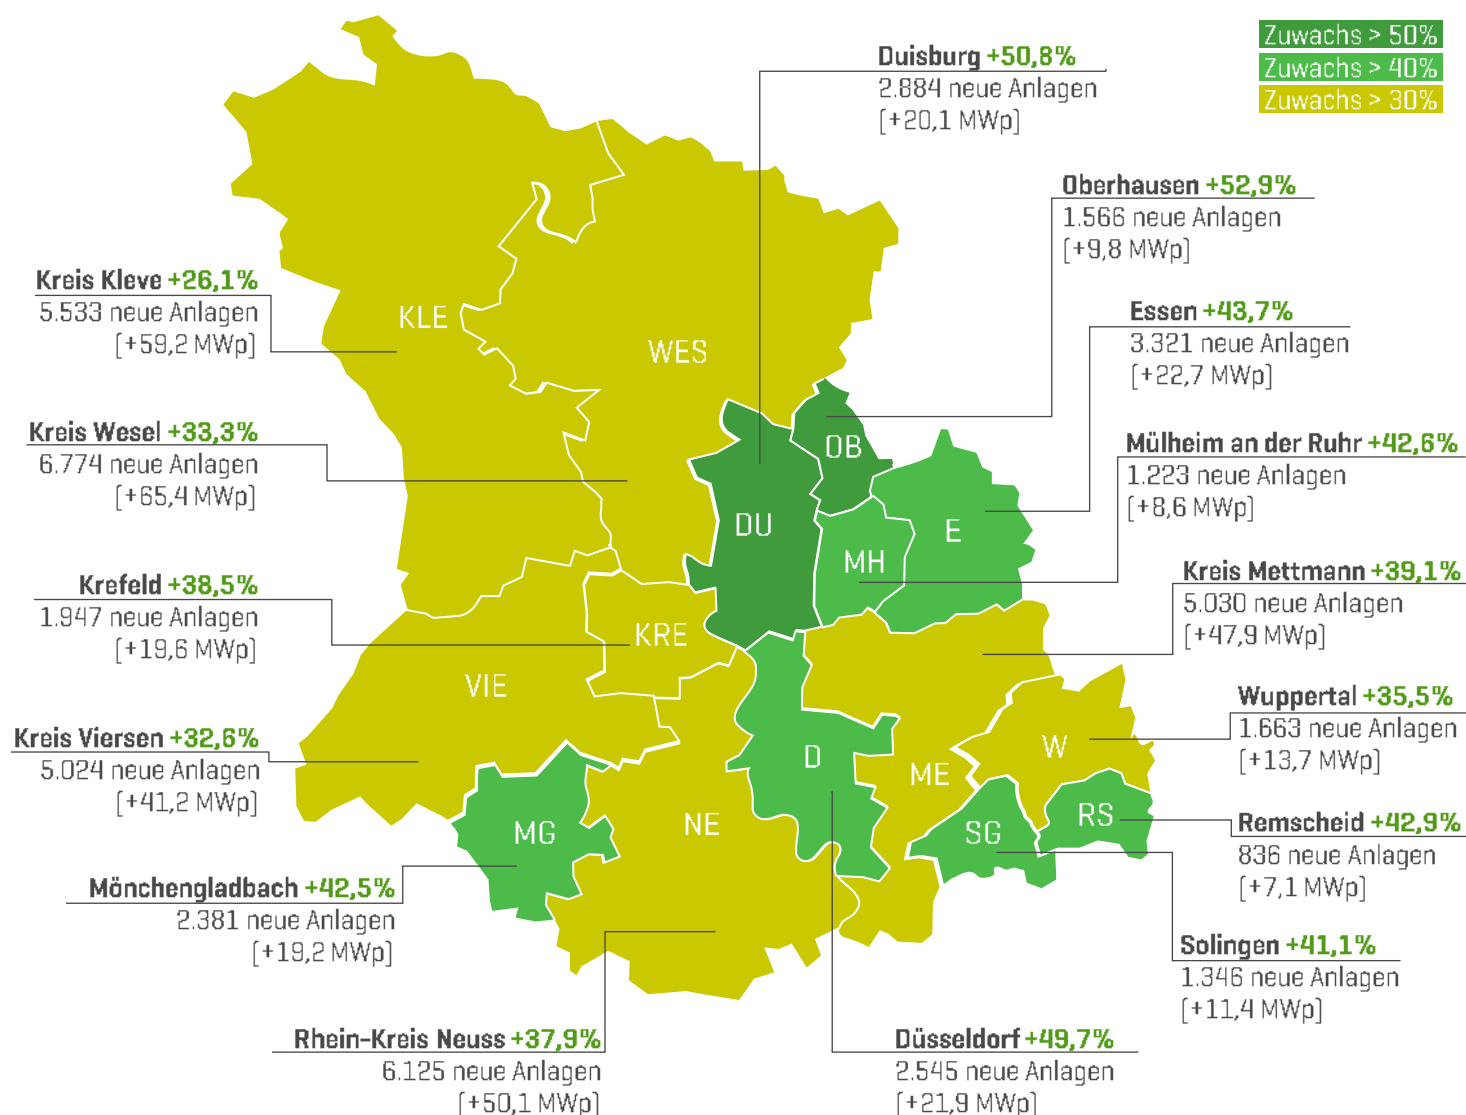 Zuwachs > 50%
Zuwachs > 40%
Zuwachs > 30%
Duisburg +50,8%
2.884 neue Anlagen
[+20,1 MWp]
Oberhausen +52,9%
1.566 neue Anlagen
[+9,8 MWp]
Kreis Kleve +26,1%
5.533 neue Anlagen
[+59,2 MWp]
Essen +43,7%
3.321 neue Anlagen
[+22,7 MWp]
Kreis Wesel +33,3%
6.774 neue Anlagen
[+65,4 MWp]
Mülheim an der Ruhr +42,6%
1.223 neue Anlagen
[+8,6 MWp]
Krefeld +38,5%
1.947 neue Anlagen
[+19,6 MWp]
Kreis Mettmann +39,1%
5.030 neue Anlagen
[+47,9 MWp]
Kreis Viersen +32,6%
5.024 neue Anlagen
[+41,2 MWp]
Wuppertal +35,5%
1.663 neue Anlagen
[+13,7 MWp]
Mönchengladbach +42,5%
2.381 neue Anlagen
[+19,2 MWp]
Remscheid +42,9%
836 neue Anlagen
[+7,1 MWp]
Solingen +41,1%
1.346 neue Anlagen
[+11,4 MWp]
Rhein-Kreis Neuss +37,9%
6.125 neue Anlagen
[+50,1 MWp]
Düsseldorf +49,7%
2.545 neue Anlagen
[+21,9 MWp]
KLE
WES
OB
DU
E
MH
KRE
VIE
D
W
ME
MG
NE
SG
RS